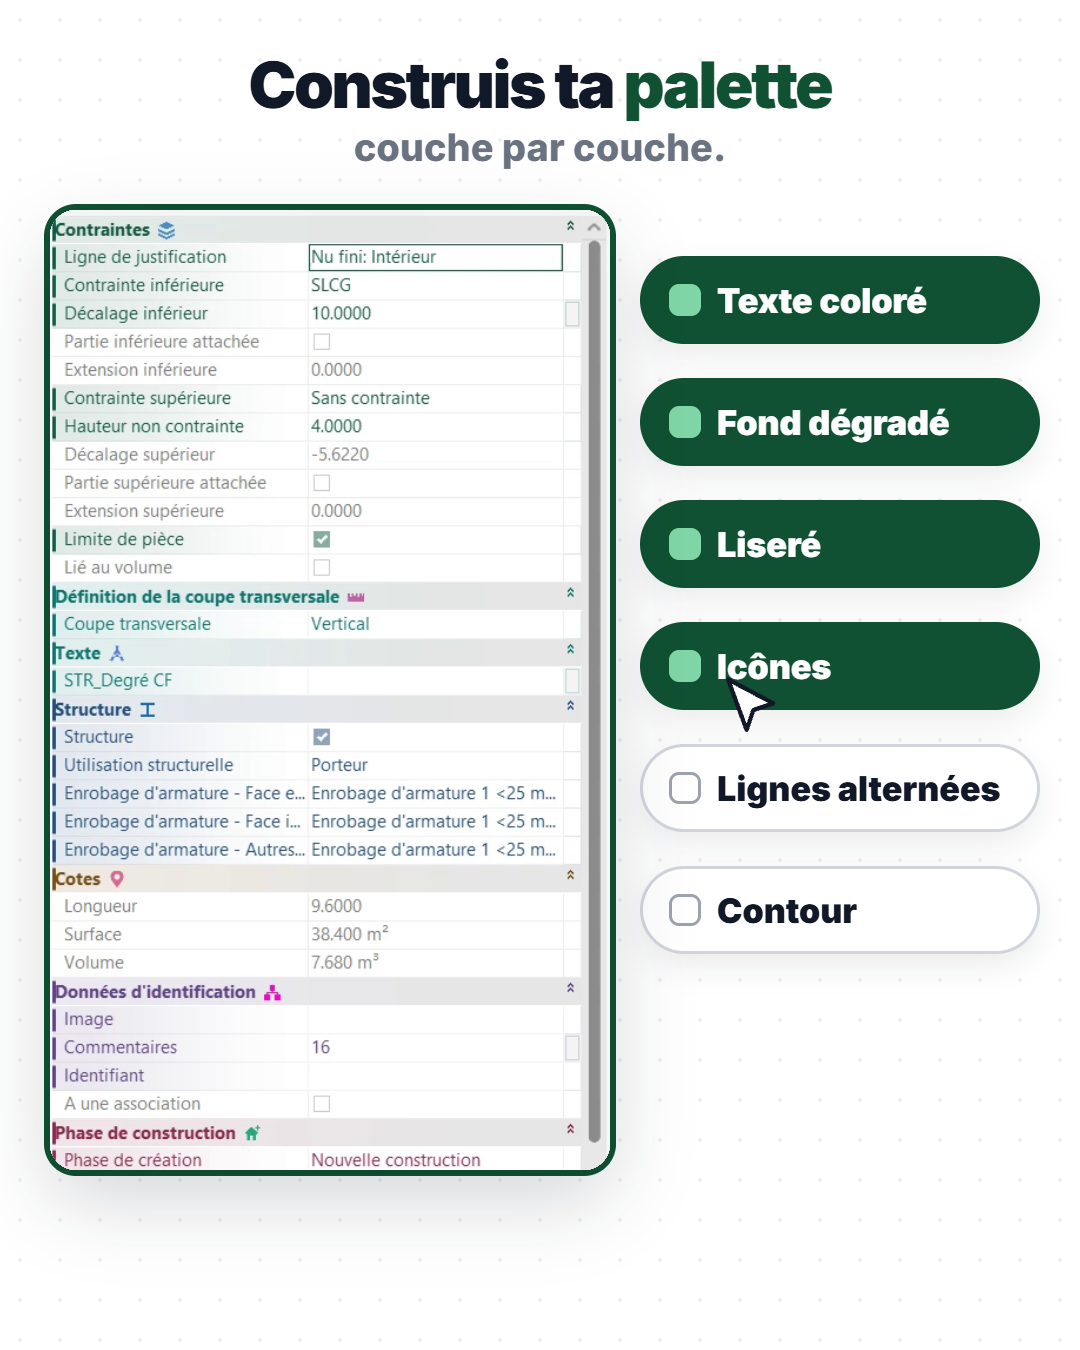 Construis ta palette
couche par couche.
Contraintes
Ligne de justification Nu fini: Intérieur
Contrainte inférieure SLCG
Décalage inférieur 10.0000
Partie inférieure attachée
Extension inférieure 0.0000
Contrainte supérieure Sans contrainte
Hauteur non contrainte 4.0000
Décalage supérieur -5.6220
Partie supérieure attachée
Extension supérieure 0.0000
Limite de pièce
Lié au volume
Définition de la coupe transversale
Coupe transversale Vertical
Texte
STR_Degré CF
Structure
Structure
Utilisation structurelle Porteur
Enrobage d'armature - Face e... Enrobage d'armature 1 <25 m...
Enrobage d'armature - Face i... Enrobage d'armature 1 <25 m...
Enrobage d'armature - Autres... Enrobage d'armature 1 <25 m...
Cotes
Longueur 9.6000
Surface 38.400 m²
Volume 7.680 m³
Données d'identification
Image
Commentaires 16
Identifiant
A une association
Phase de construction
Phase de création Nouvelle construction
Texte coloré
Fond dégradé
Liseré
Icônes
Lignes alternées
Contour